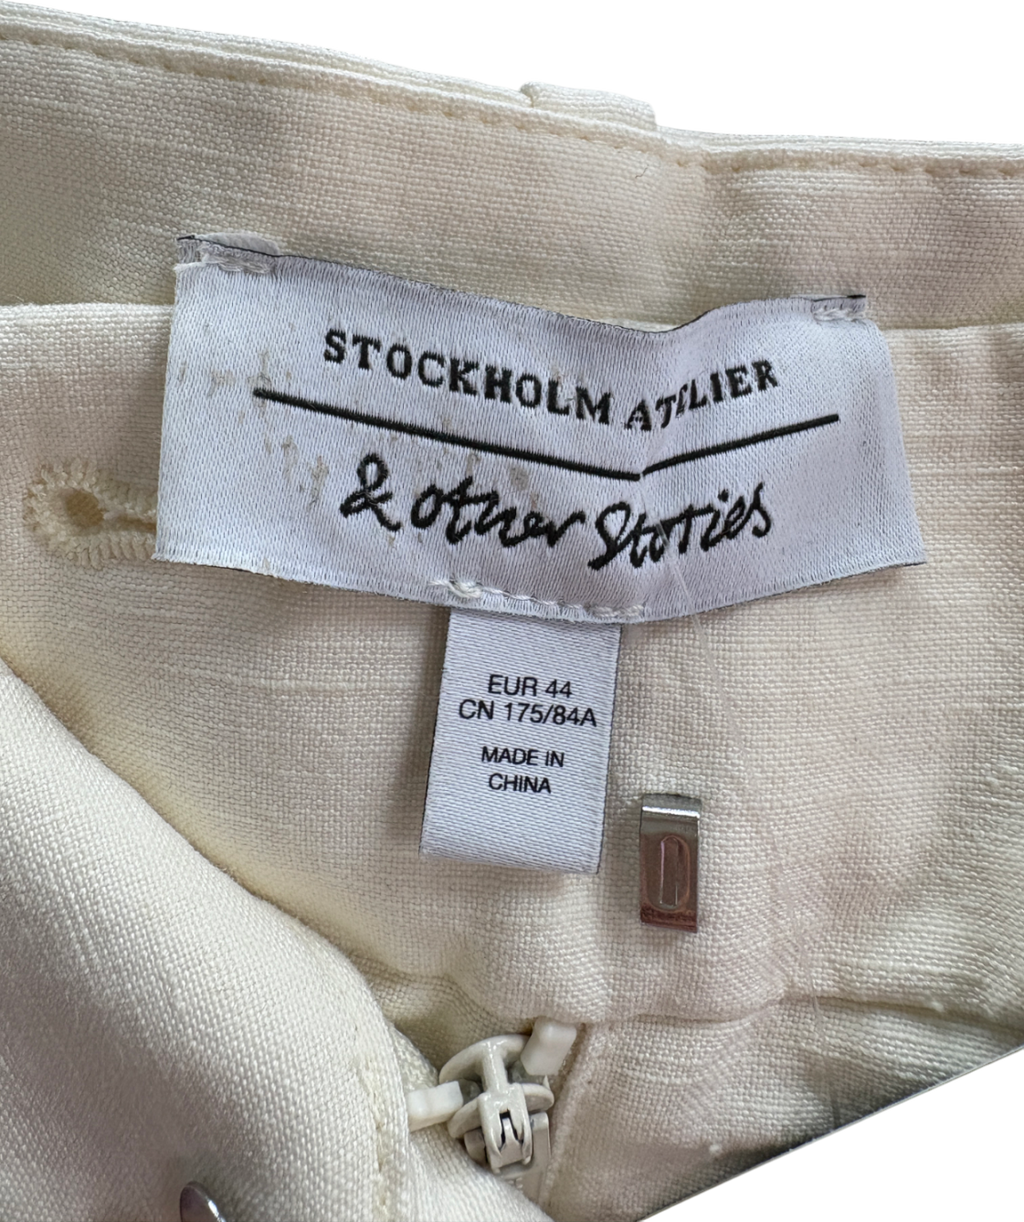 STOCKHOLM ATELIER
& other Stories
EUR 44
CN 175/84A
MADE IN
CHINA